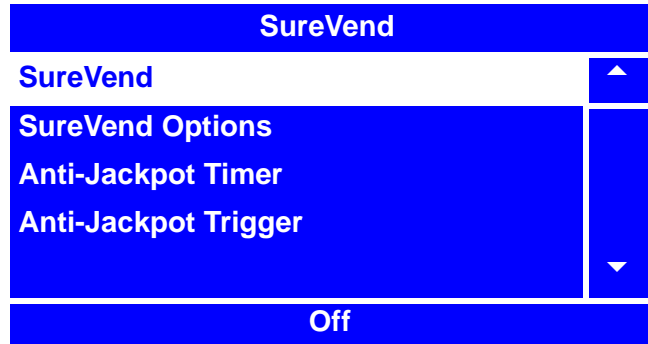 SureVend
SureVend
SureVend Options
Anti-Jackpot Timer
Anti-Jackpot Trigger
Off